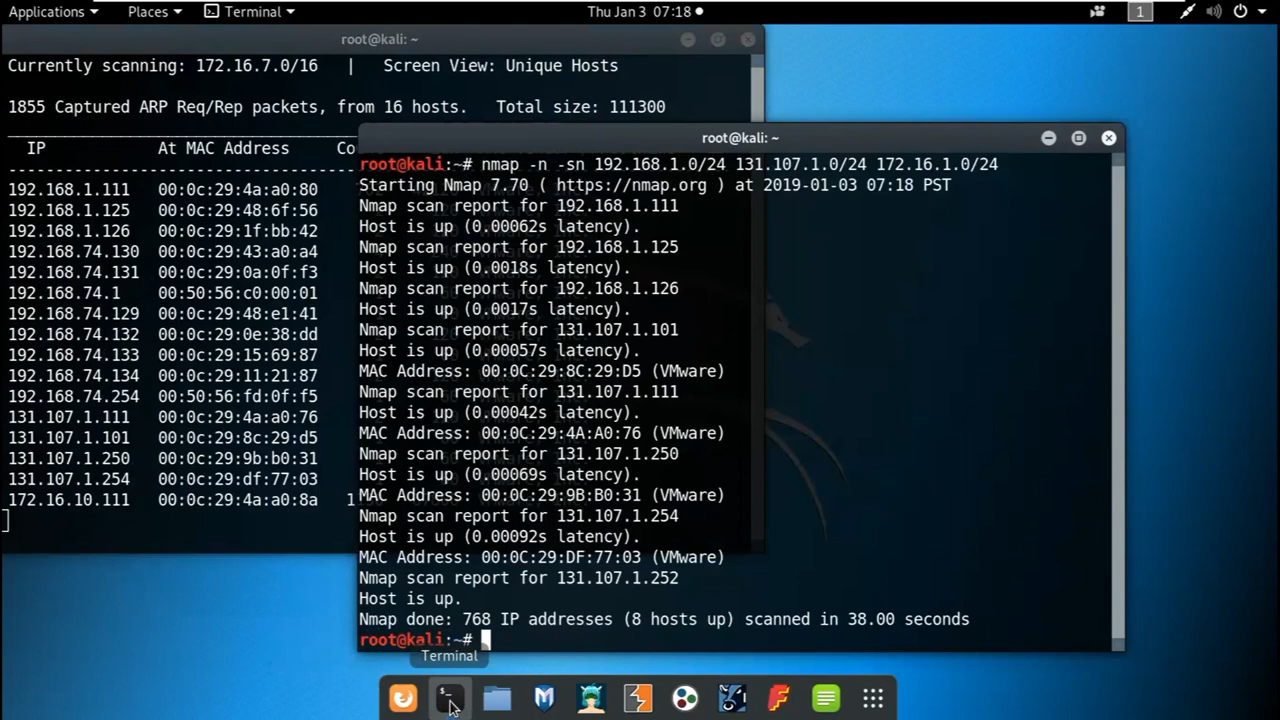 Applications Places Terminal Thu Jan 3 07:18 1
root@kali: ~
Currently scanning: 172.16.7.0/16 | Screen View: Unique Hosts
1855 Captured ARP Req/Rep packets, from 16 hosts. Total size: 111300
IP At MAC Address Co
192.168.1.111 00:0c:29:4a:a0:80
192.168.1.125 00:0c:29:48:6f:56
192.168.1.126 00:0c:29:1f:bb:42
192.168.74.130 00:0c:29:43:a0:a4
192.168.74.131 00:0c:29:0a:0f:f3
192.168.74.1 00:50:56:c0:00:01
192.168.74.129 00:0c:29:48:e1:41
192.168.74.132 00:0c:29:0e:38:dd
192.168.74.133 00:0c:29:15:69:87
192.168.74.134 00:0c:29:11:21:87
192.168.74.254 00:50:56:fd:0f:f5
131.107.1.111 00:0c:29:4a:a0:76
131.107.1.101 00:0c:29:8c:29:d5
131.107.1.250 00:0c:29:9b:b0:31
131.107.1.254 00:0c:29:df:77:03
172.16.10.111 00:0c:29:4a:a0:8a 1
root@kali: ~
root@kali:~# nmap -n -sn 192.168.1.0/24 131.107.1.0/24 172.16.1.0/24
Starting Nmap 7.70 ( https://nmap.org ) at 2019-01-03 07:18 PST
Nmap scan report for 192.168.1.111
Host is up (0.00062s latency).
Nmap scan report for 192.168.1.125
Host is up (0.0018s latency).
Nmap scan report for 192.168.1.126
Host is up (0.0017s latency).
Nmap scan report for 131.107.1.101
Host is up (0.00057s latency).
MAC Address: 00:0C:29:8C:29:D5 (VMware)
Nmap scan report for 131.107.1.111
Host is up (0.00042s latency).
MAC Address: 00:0C:29:4A:A0:76 (VMware)
Nmap scan report for 131.107.1.250
Host is up (0.00069s latency).
MAC Address: 00:0C:29:9B:B0:31 (VMware)
Nmap scan report for 131.107.1.254
Host is up (0.00092s latency).
MAC Address: 00:0C:29:DF:77:03 (VMware)
Nmap scan report for 131.107.1.252
Host is up.
Nmap done: 768 IP addresses (8 hosts up) scanned in 38.00 seconds
root@kali:~#
Terminal